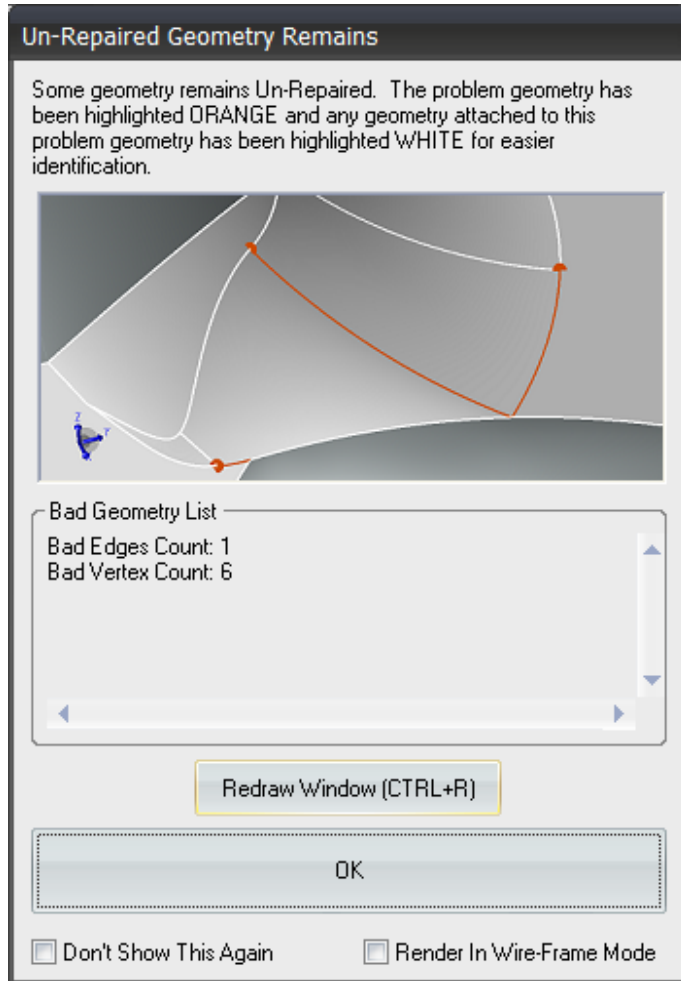 Un-Repaired Geometry Remains
Some geometry remains Un-Repaired.  The problem geometry has
been highlighted ORANGE and any geometry attached to this
problem geometry has been highlighted WHITE for easier
identification.
Z
Y
Bad Geometry List
Bad Edges Count: 1
Bad Vertex Count: 6
Redraw Window (CTRL+R)
OK
Don't Show This Again
Render In Wire-Frame Mode